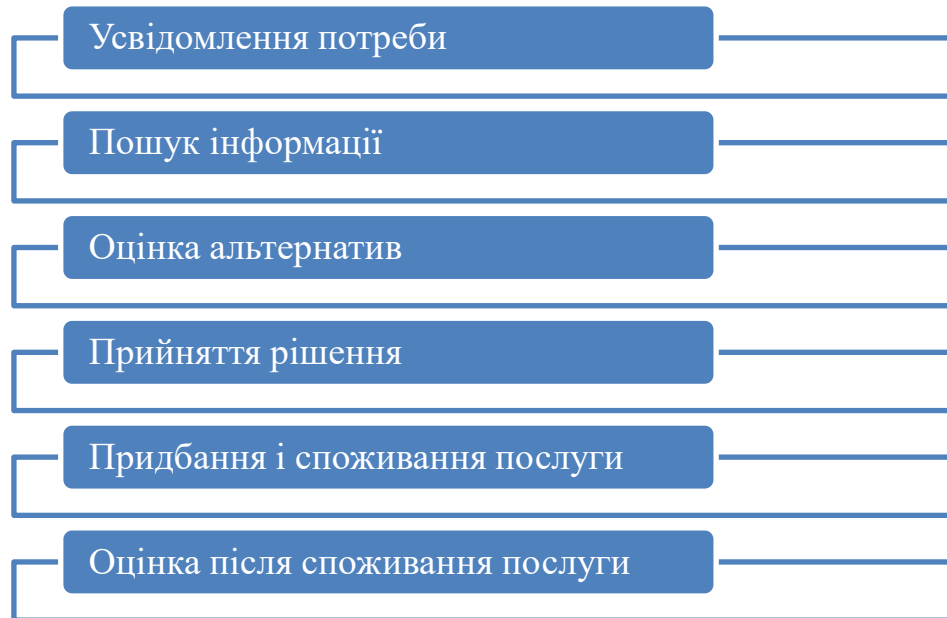 Усвідомлення потреби
Пошук інформації
Оцінка альтернатив
Прийняття рішення
Придбання і споживання послуги
Оцінка після споживання послуги